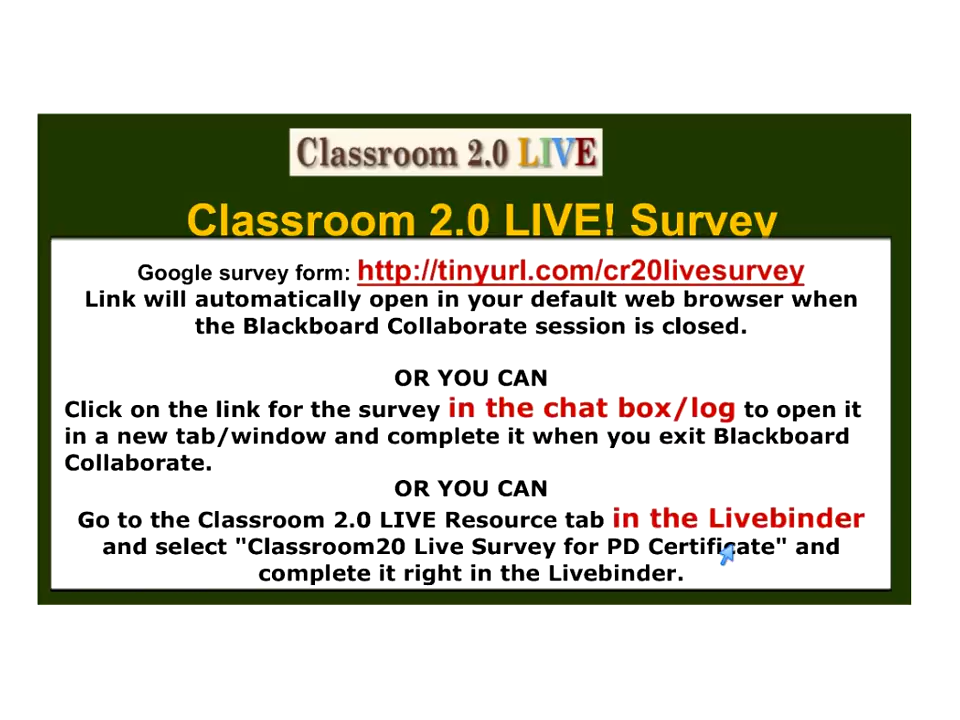 Classroom 2.0 LIVE
Classroom 2.0 LIVE! Survey
Google survey form: http://tinyurl.com/cr20livesurvey
Link will automatically open in your default web browser when
the Blackboard Collaborate session is closed.
OR YOU CAN
Click on the link for the survey in the chat box/log to open it
in a new tab/window and complete it when you exit Blackboard
Collaborate.
OR YOU CAN
Go to the Classroom 2.0 LIVE Resource tab in the Livebinder
and select "Classroom20 Live Survey for PD Certificate" and
complete it right in the Livebinder.